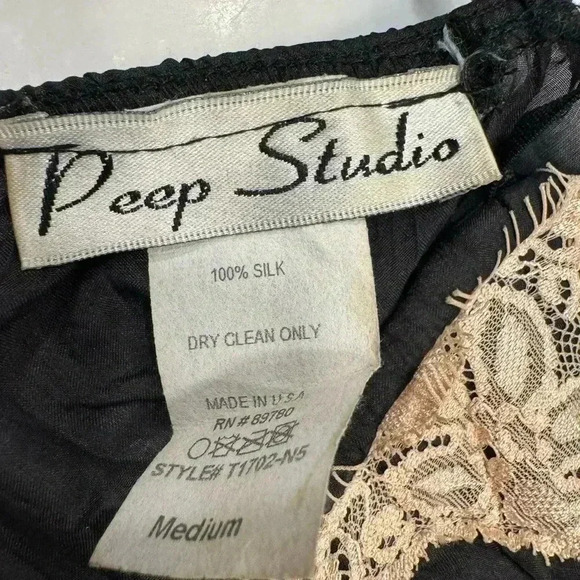 Peep Studio
100% SILK
DRY CLEAN ONLY
MADE IN U.S.A
RN # 89780
STYLE# T1702-N5
Medium